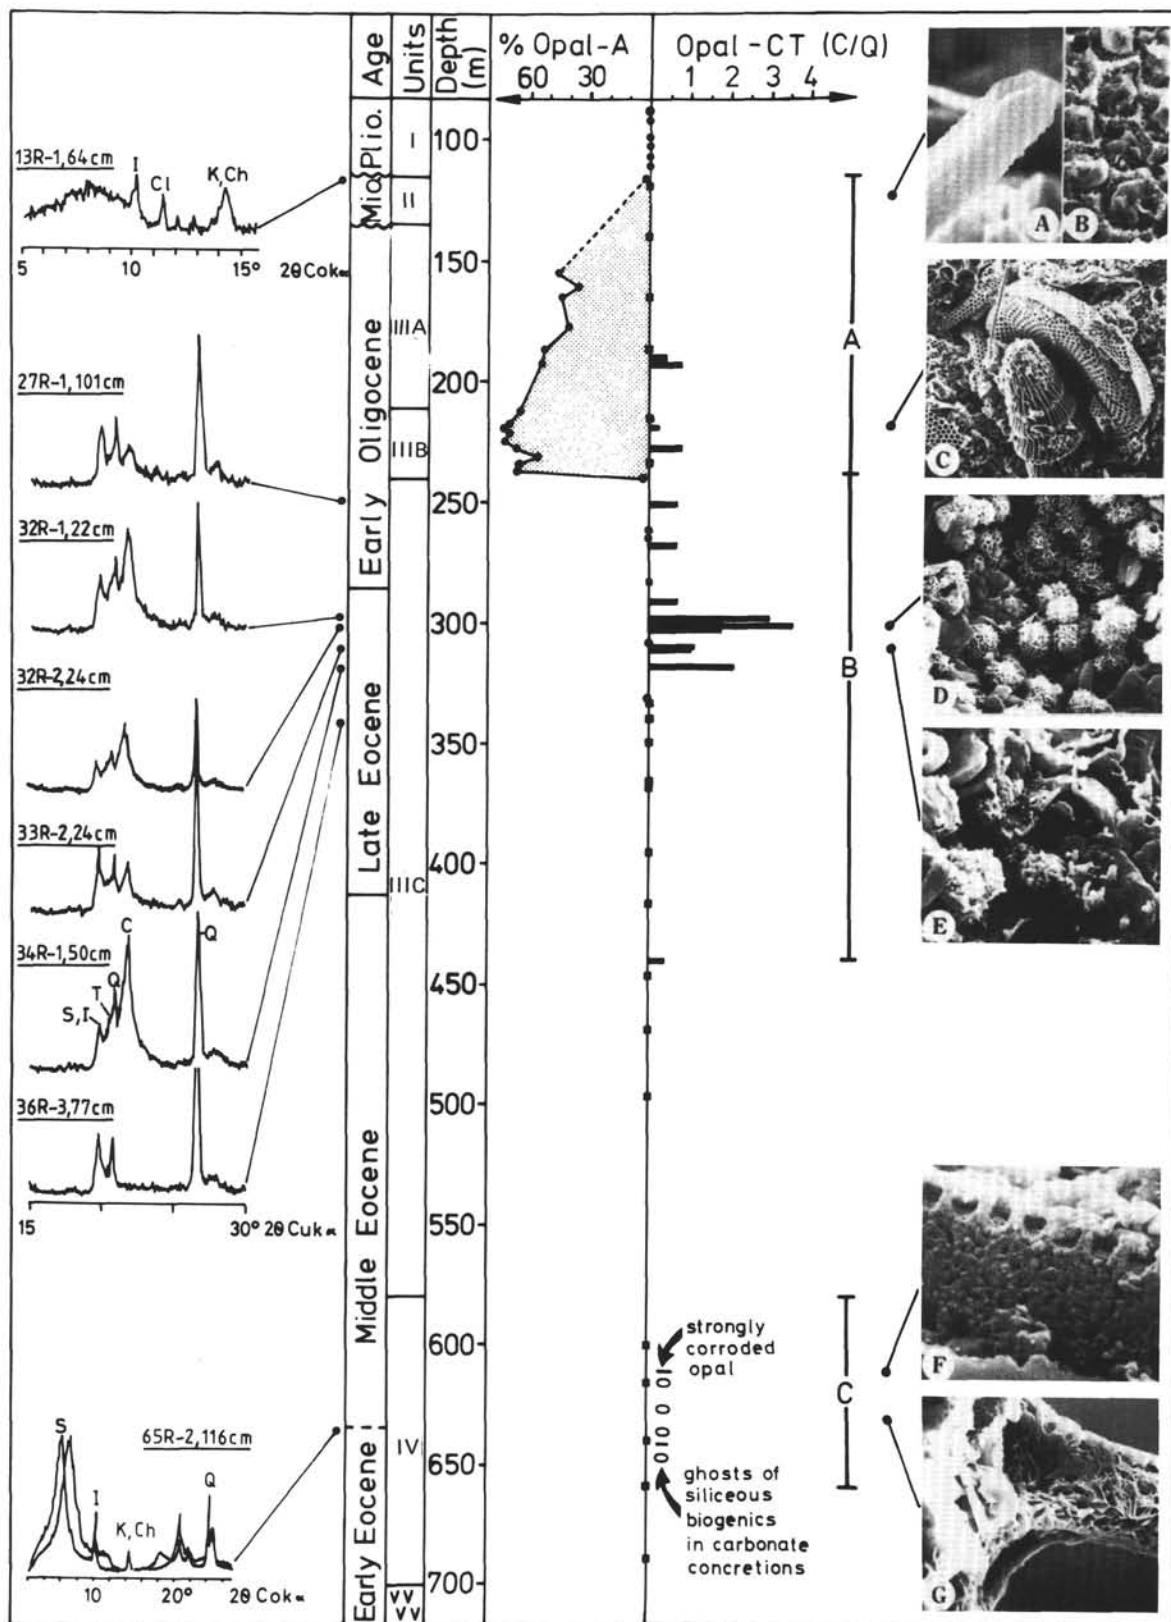 Age
Units
Depth (m)
% Opal-A
60 30
Opal-CT (C/Q)
1 2 3 4
Plio.
Mio.
Early Oligocene
Late Eocene
Middle Eocene
Early Eocene
I
II
IIIA
IIIB
IIIC
IV
VV
VV
100
150
200
250
300
350
400
450
500
550
600
650
700
13R-1,64cm
I
Cl
K,Ch
5 10 15° 2θ Cokα
27R-1,101cm
32R-1,22cm
32R-2,24cm
33R-2,24cm
34R-1,50cm
S,I
T
Q
C
Q
36R-3,77cm
15 30° 2θ Cukα
65R-2,116cm
S
I
K,Ch
Q
10 20° 2θ Cokα
A
B
C
strongly
corroded
opal
ghosts of
siliceous
biogenics
in carbonate
concretions
A
B
C
D
E
F
G